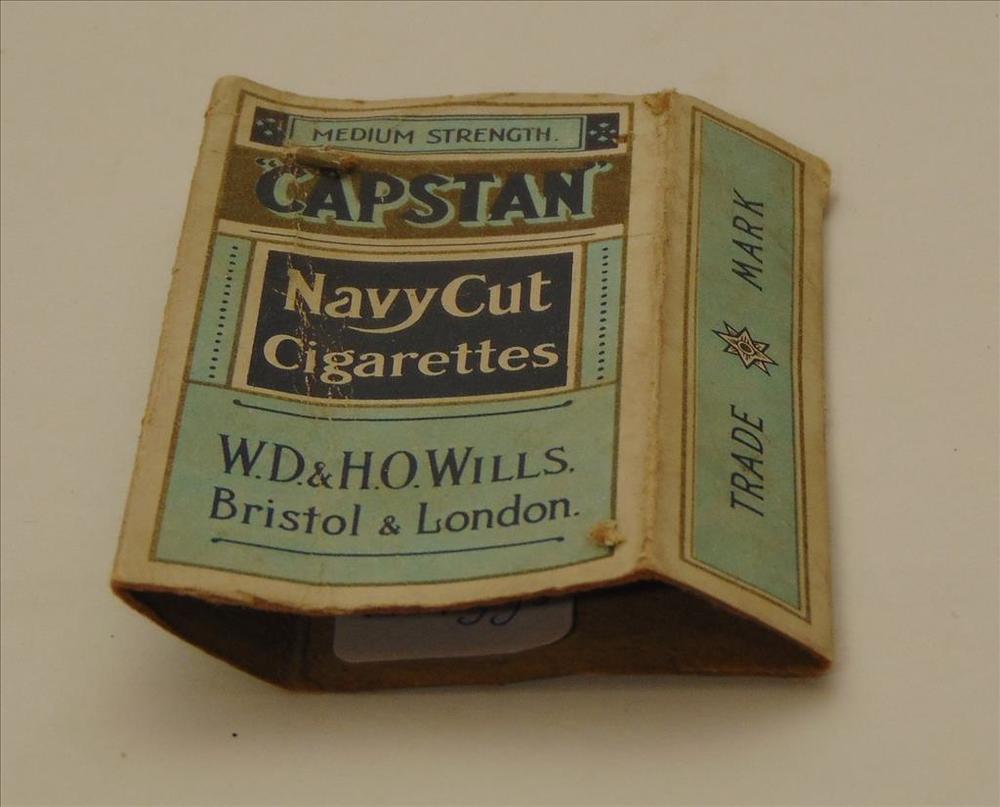 MEDIUM STRENGTH.
"CAPSTAN"
Navy Cut
Cigarettes
W.D. & H.O. WILLS.
Bristol & London.
TRADE MARK